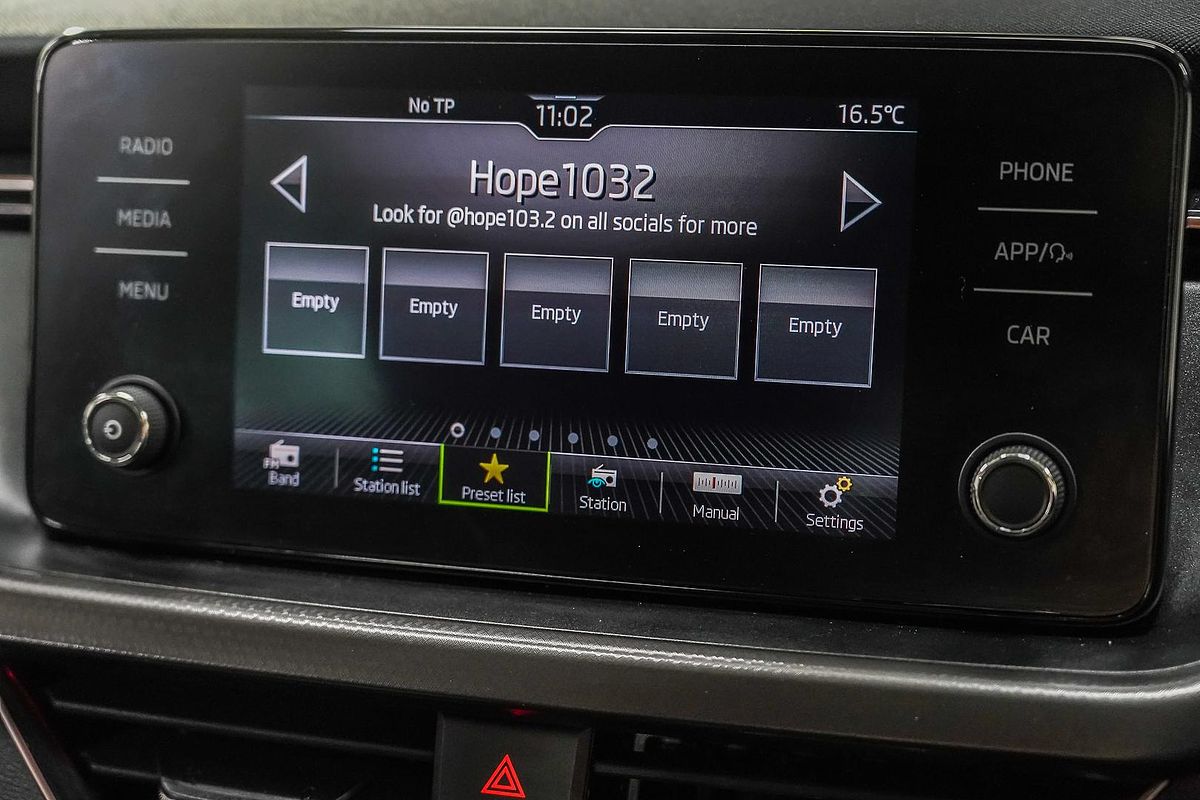 No TP
11:02
16.5°C
RADIO
MEDIA
MENU
Hope1032
Look for @hope103.2 on all socials for more
Empty
Empty
Empty
Empty
Empty
FM
Band
Station list
Preset list
Station
Manual
Settings
PHONE
APP/
CAR